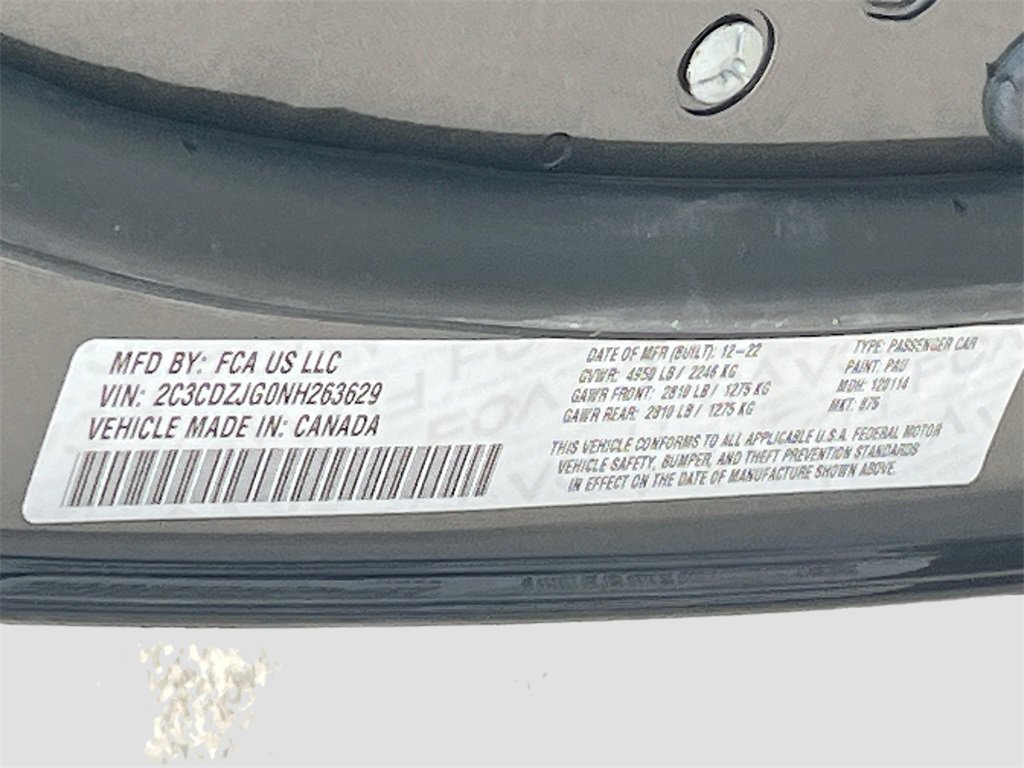 MFD BY: FCA US LLC
VIN: 2C3CDZJG0NH263629
VEHICLE MADE IN: CANADA
DATE OF MFR (BUILT): 12-22
GVWR: 4950 LB / 2246 KG
GAWR FRONT: 2810 LB / 1275 KG
GAWR REAR: 2810 LB / 1275 KG
TYPE: PASSENGER CAR
PAINT: PAU
MDH: 120114
MKT: 875
THIS VEHICLE CONFORMS TO ALL APPLICABLE U.S.A. FEDERAL MOTOR
VEHICLE SAFETY, BUMPER, AND THEFT PREVENTION STANDARDS
IN EFFECT ON THE DATE OF MANUFACTURE SHOWN ABOVE.